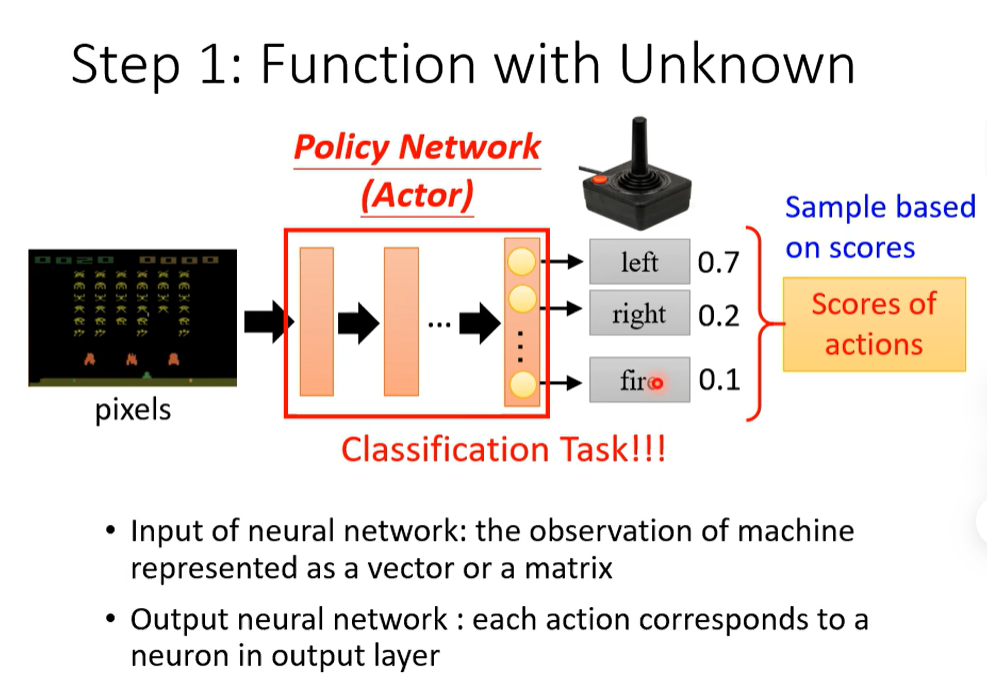 Step 1: Function with Unknown
Policy Network
(Actor)
Sample based
on scores
left 0.7
right 0.2
fire 0.1
Scores of
actions
...
pixels
Classification Task!!!
• Input of neural network: the observation of machine
represented as a vector or a matrix
• Output neural network : each action corresponds to a
neuron in output layer